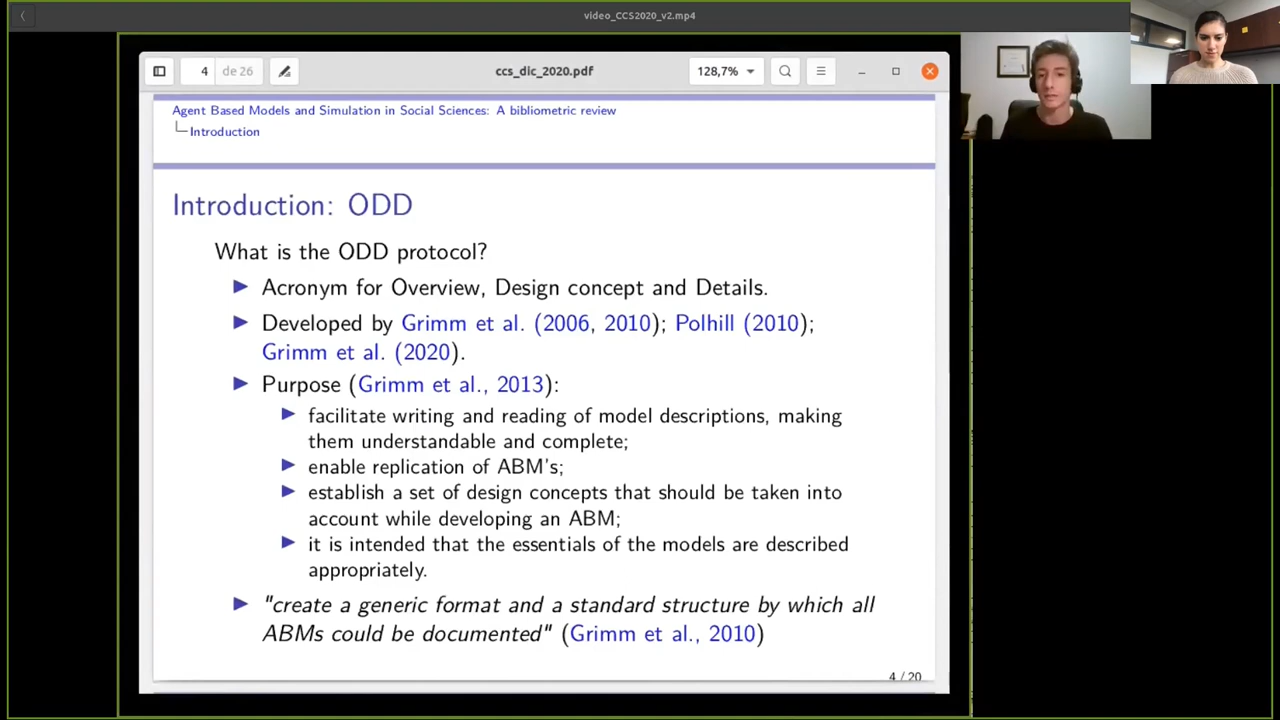 video_CCS2020_v2.mp4
4 de 26
ccs_dlc_2020.pdf
128,7%
Agent Based Models and Simulation in Social Sciences: A bibliometric review
Introduction
Introduction: ODD
What is the ODD protocol?
Acronym for Overview, Design concept and Details.
Developed by Grimm et al. (2006, 2010); Polhill (2010);
Grimm et al. (2020).
Purpose (Grimm et al., 2013):
facilitate writing and reading of model descriptions, making
them understandable and complete;
enable replication of ABM's;
establish a set of design concepts that should be taken into
account while developing an ABM;
it is intended that the essentials of the models are described
appropriately.
"create a generic format and a standard structure by which all
ABMs could be documented" (Grimm et al., 2010)
4 / 20